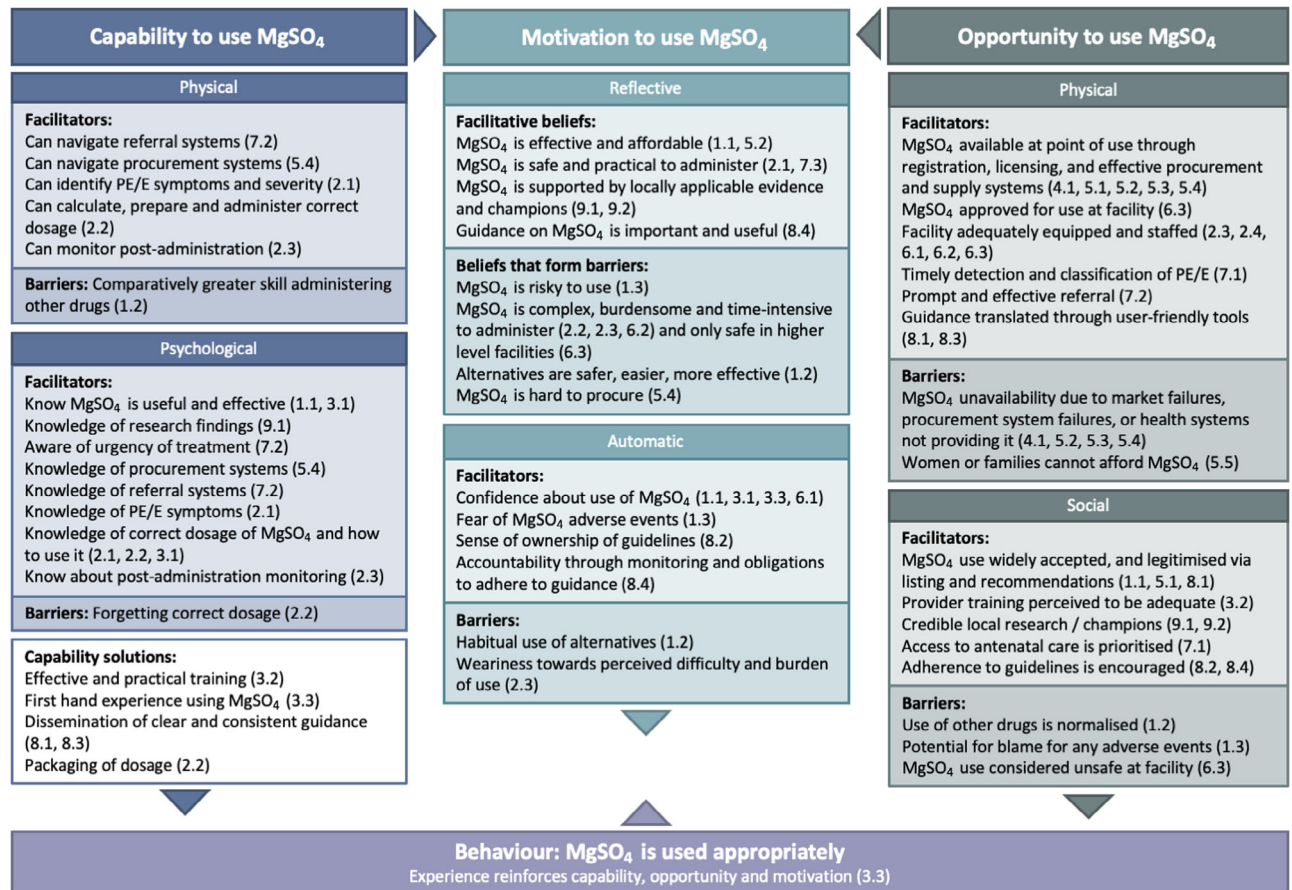 Capability to use MgSO₄
Physical
Facilitators:
Can navigate referral systems (7.2)
Can navigate procurement systems (5.4)
Can identify PE/E symptoms and severity (2.1)
Can calculate, prepare and administer correct
dosage (2.2)
Can monitor post-administration (2.3)
Barriers: Comparatively greater skill administering
other drugs (1.2)
Psychological
Facilitators:
Know MgSO₄ is useful and effective (1.1, 3.1)
Knowledge of research findings (9.1)
Aware of urgency of treatment (7.2)
Knowledge of procurement systems (5.4)
Knowledge of referral systems (7.2)
Knowledge of PE/E symptoms (2.1)
Knowledge of correct dosage of MgSO₄ and how
to use it (2.1, 2.2, 3.1)
Know about post-administration monitoring (2.3)
Barriers: Forgetting correct dosage (2.2)
Capability solutions:
Effective and practical training (3.2)
First hand experience using MgSO₄ (3.3)
Dissemination of clear and consistent guidance
(8.1, 8.3)
Packaging of dosage (2.2)
Motivation to use MgSO₄
Reflective
Facilitative beliefs:
MgSO₄ is effective and affordable (1.1, 5.2)
MgSO₄ is safe and practical to administer (2.1, 7.3)
MgSO₄ is supported by locally applicable evidence
and champions (9.1, 9.2)
Guidance on MgSO₄ is important and useful (8.4)
Beliefs that form barriers:
MgSO₄ is risky to use (1.3)
MgSO₄ is complex, burdensome and time-intensive
to administer (2.2, 2.3, 6.2) and only safe in higher
level facilities (6.3)
Alternatives are safer, easier, more effective (1.2)
MgSO₄ is hard to procure (5.4)
Automatic
Facilitators:
Confidence about use of MgSO₄ (1.1, 3.1, 3.3, 6.1)
Fear of MgSO₄ adverse events (1.3)
Sense of ownership of guidelines (8.2)
Accountability through monitoring and obligations
to adhere to guidance (8.4)
Barriers:
Habitual use of alternatives (1.2)
Weariness towards perceived difficulty and burden
of use (2.3)
Opportunity to use MgSO₄
Physical
Facilitators:
MgSO₄ available at point of use through
registration, licensing, and effective procurement
and supply systems (4.1, 5.1, 5.2, 5.3, 5.4)
MgSO₄ approved for use at facility (6.3)
Facility adequately equipped and staffed (2.3, 2.4,
6.1, 6.2, 6.3)
Timely detection and classification of PE/E (7.1)
Prompt and effective referral (7.2)
Guidance translated through user-friendly tools
(8.1, 8.3)
Barriers:
MgSO₄ unavailability due to market failures,
procurement system failures, or health systems
not providing it (4.1, 5.2, 5.3, 5.4)
Women or families cannot afford MgSO₄ (5.5)
Social
Facilitators:
MgSO₄ use widely accepted, and legitimised via
listing and recommendations (1.1, 5.1, 8.1)
Provider training perceived to be adequate (3.2)
Credible local research / champions (9.1, 9.2)
Access to antenatal care is prioritised (7.1)
Adherence to guidelines is encouraged (8.2, 8.4)
Barriers:
Use of other drugs is normalised (1.2)
Potential for blame for any adverse events (1.3)
MgSO₄ use considered unsafe at facility (6.3)
Behaviour: MgSO₄ is used appropriately
Experience reinforces capability, opportunity and motivation (3.3)